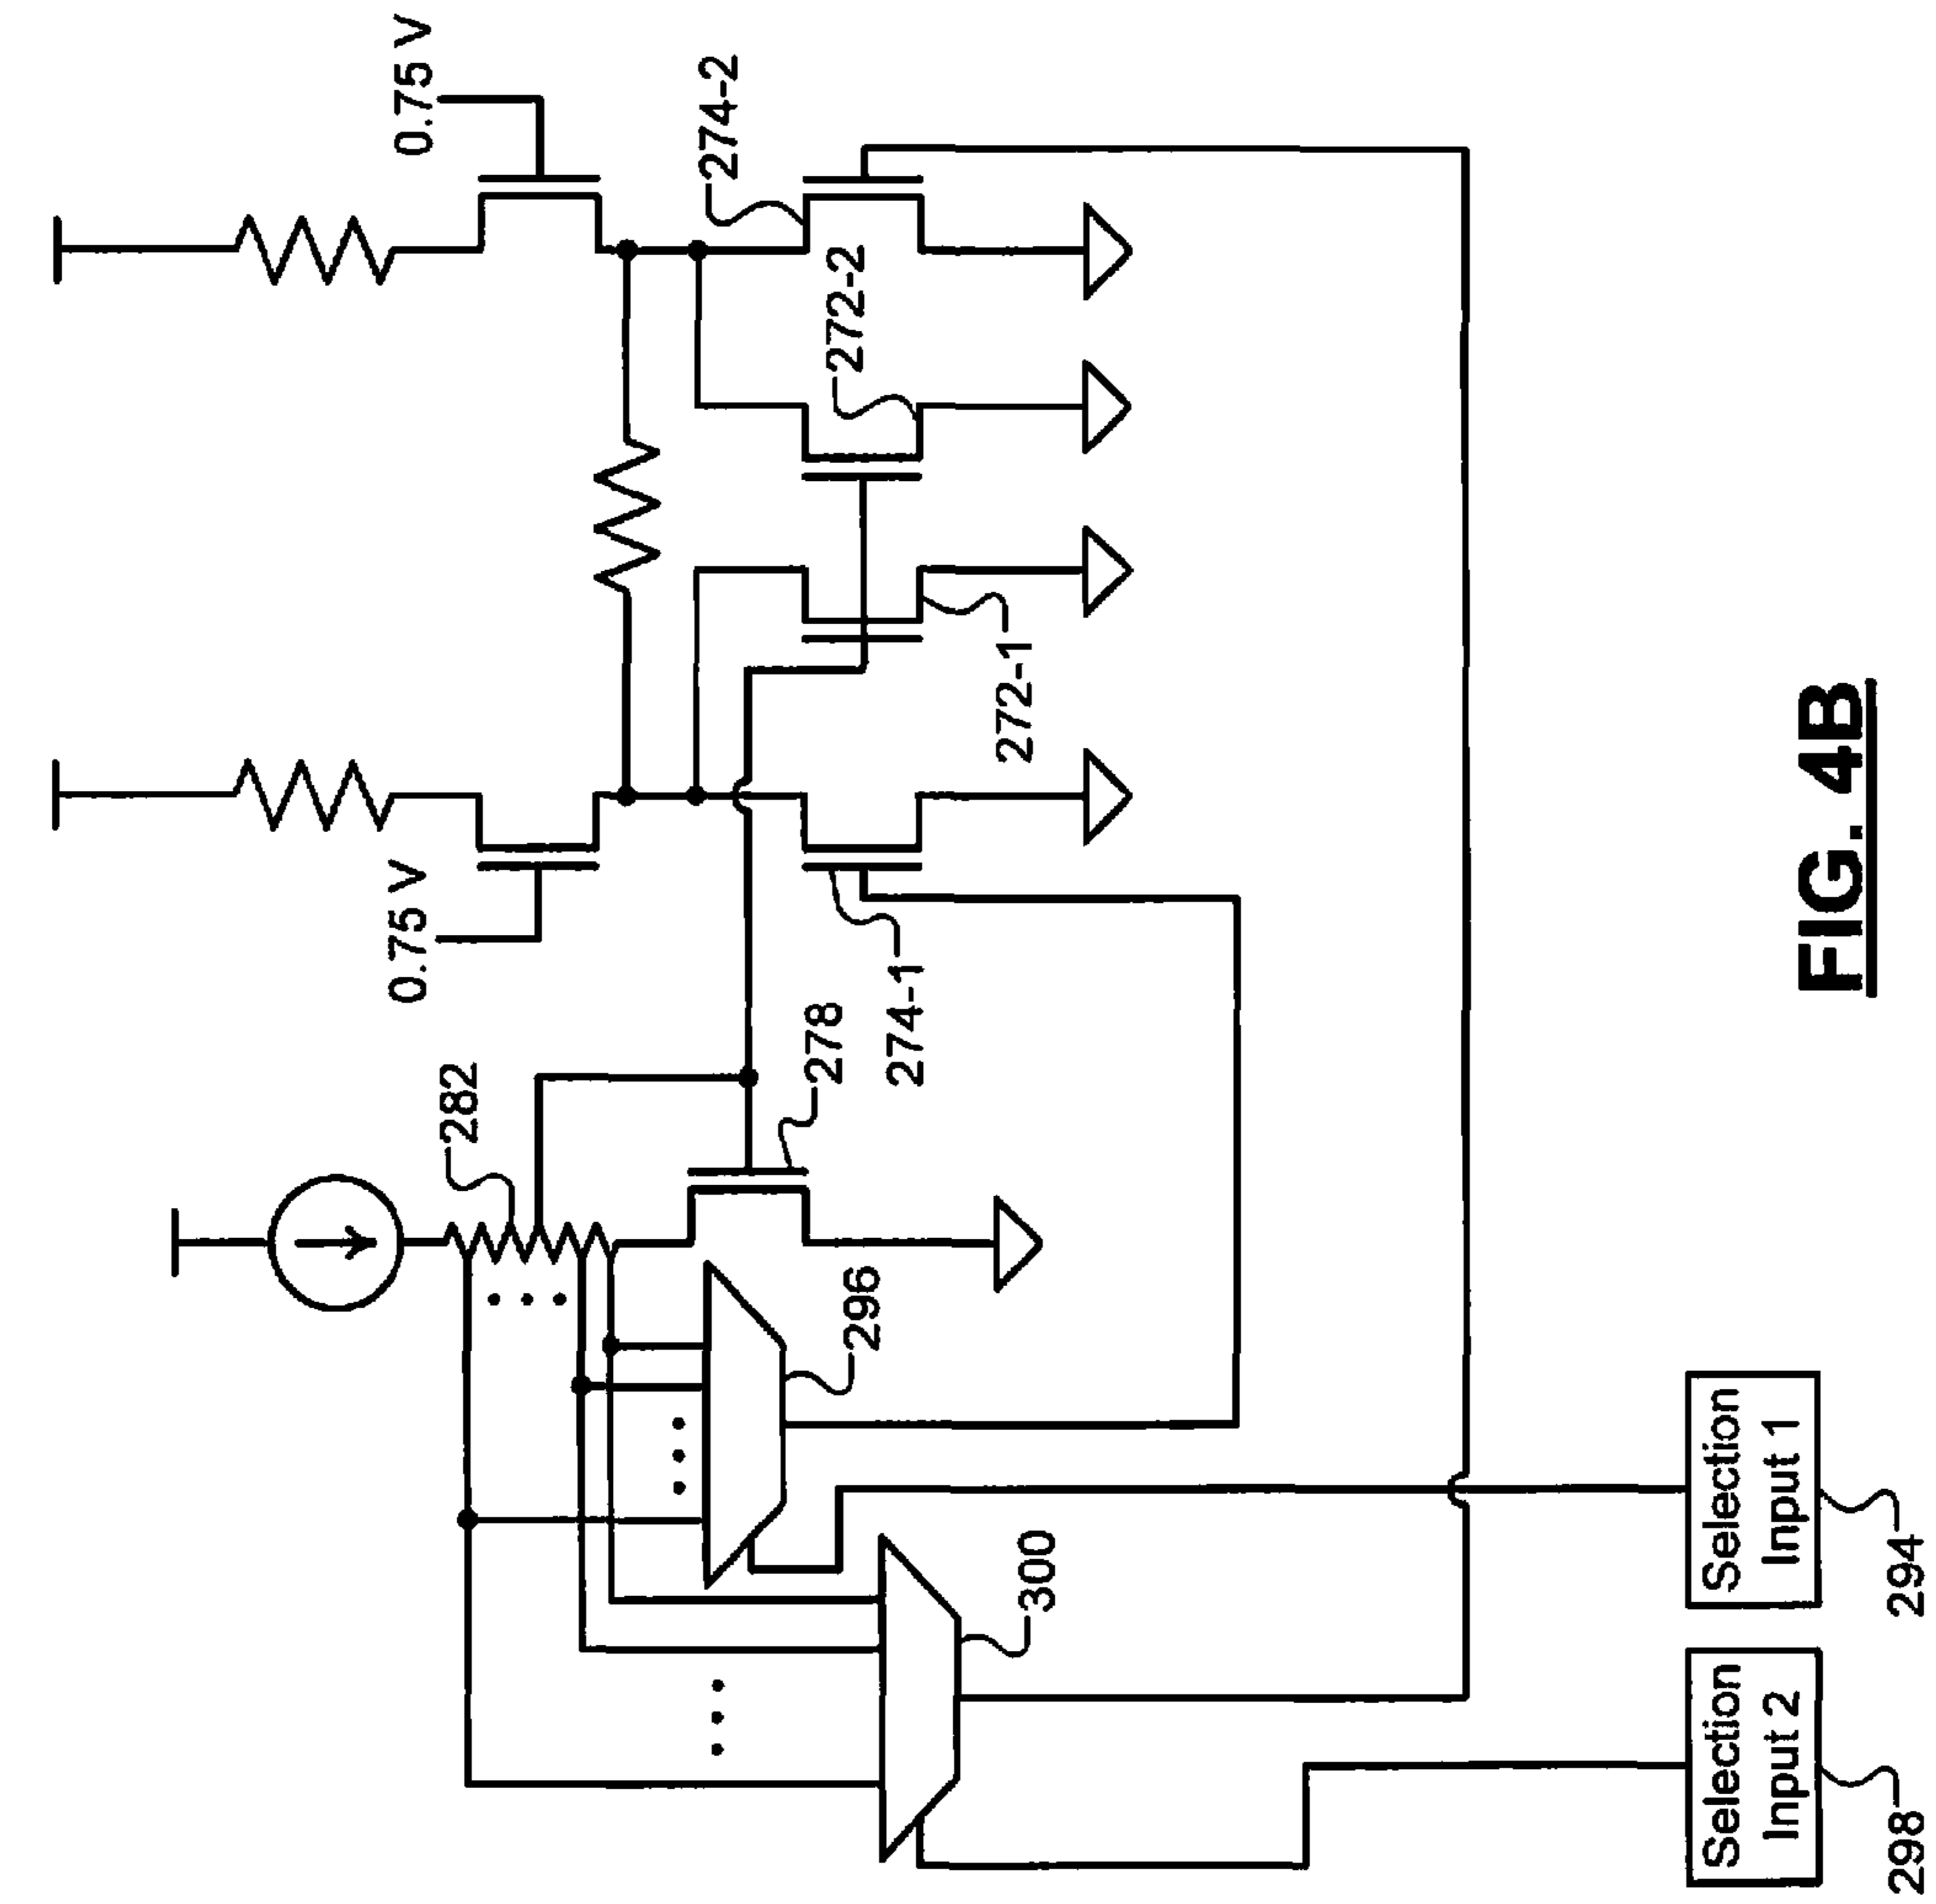 0.75 V
0.75 V
282
274-2
272-2
278
274-1
272-1
296
300
Selection
Input 1
294
Selection
Input 2
298
FIG. 4B